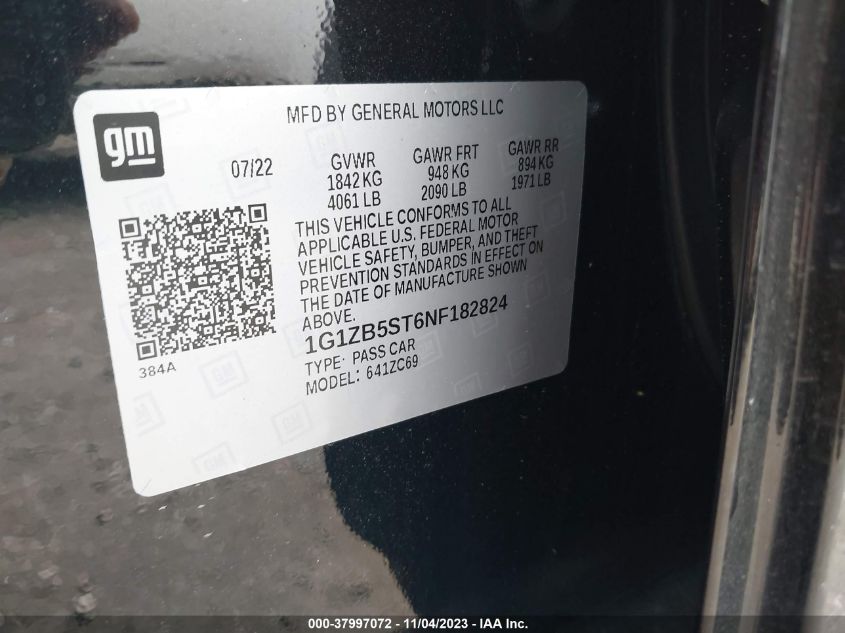 gm
MFD BY GENERAL MOTORS LLC
07/22
GVWR
1842 KG
4061 LB
GAWR FRT
948 KG
2090 LB
GAWR RR
894 KG
1971 LB
THIS VEHICLE CONFORMS TO ALL
APPLICABLE U.S. FEDERAL MOTOR
VEHICLE SAFETY, BUMPER, AND THEFT
PREVENTION STANDARDS IN EFFECT ON
THE DATE OF MANUFACTURE SHOWN
ABOVE.
1G1ZB5ST6NF182824
TYPE: PASS CAR
MODEL: 641ZC69
384A
000-37997072 - 11/04/2023 - IAA Inc.